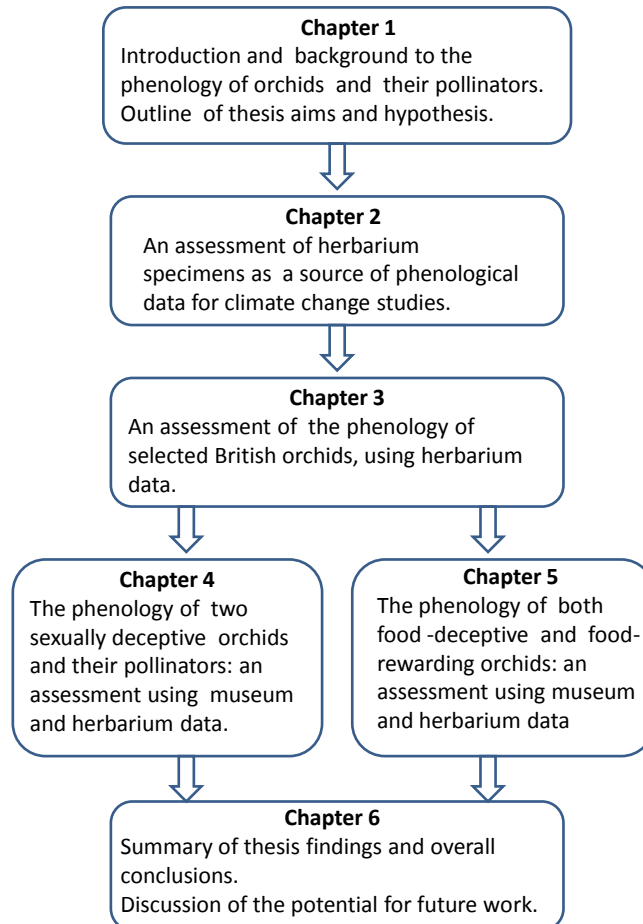 Chapter 1
Introduction and background to the
phenology of orchids and their pollinators.
Outline of thesis aims and hypothesis.
Chapter 2
An assessment of herbarium
specimens as a source of phenological
data for climate change studies.
Chapter 3
An assessment of the phenology of
selected British orchids, using herbarium
data.
Chapter 4
The phenology of two
sexually deceptive orchids
and their pollinators: an
assessment using museum
and herbarium data.
Chapter 5
The phenology of both
food -deceptive and food-
rewarding orchids: an
assessment using museum
and herbarium data
Chapter 6
Summary of thesis findings and overall
conclusions.
Discussion of the potential for future work.